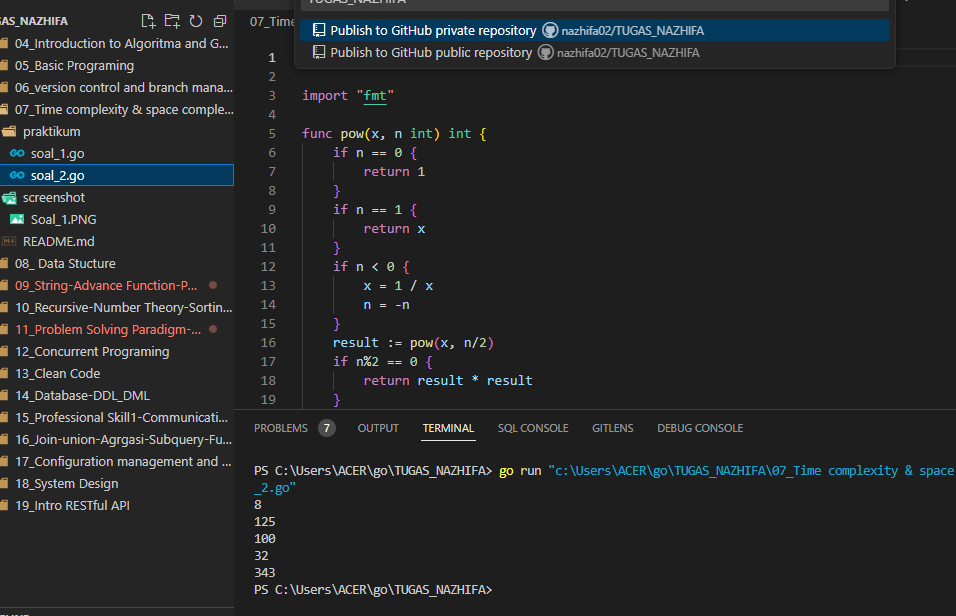 GAS_NAZHIFA
04_Introduction to Algoritma and G...
05_Basic Programing
06_version control and branch mana...
07_Time complexity & space comple...
praktikum
soal_1.go
soal_2.go
screenshot
Soal_1.PNG
README.md
08_ Data Stucture
09_String-Advance Function-P...
10_Recursive-Number Theory-Sortin...
11_Problem Solving Paradigm-...
12_Concurrent Programing
13_Clean Code
14_Database-DDL_DML
15_Professional Skill1-Communicati...
16_Join-union-Agrgasi-Subquery-Fu...
17_Configuration management and ...
18_System Design
19_Intro RESTful API
TUGAS_NAZHIFA
Publish to GitHub private repository nazhifa02/TUGAS_NAZHIFA
Publish to GitHub public repository nazhifa02/TUGAS_NAZHIFA
07_Time
1
2
3 import "fmt"
4
5 func pow(x, n int) int {
6 if n == 0 {
7 return 1
8 }
9 if n == 1 {
10 return x
11 }
12 if n < 0 {
13 x = 1 / x
14 n = -n
15 }
16 result := pow(x, n/2)
17 if n%2 == 0 {
18 return result * result
19 }
PROBLEMS 7 OUTPUT TERMINAL SQL CONSOLE GITLENS DEBUG CONSOLE
PS C:\Users\ACER\go\TUGAS_NAZHIFA> go run "c:\Users\ACER\go\TUGAS_NAZHIFA\07_Time complexity & space
_2.go"
8
125
100
32
343
PS C:\Users\ACER\go\TUGAS_NAZHIFA>